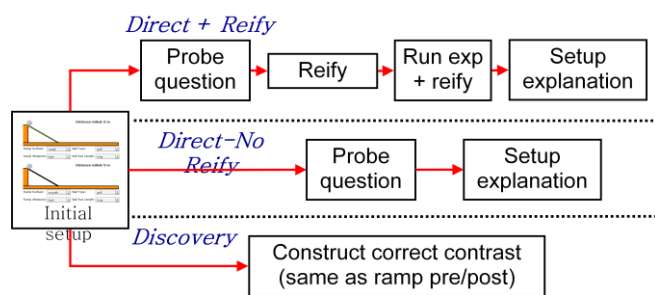 Direct + Reify
Probe
question
Reify
Run exp
+ reify
Setup
explanation
Initial
setup
Direct-No
Reify
Probe
question
Setup
explanation
Discovery
Construct correct contrast
(same as ramp pre/post)